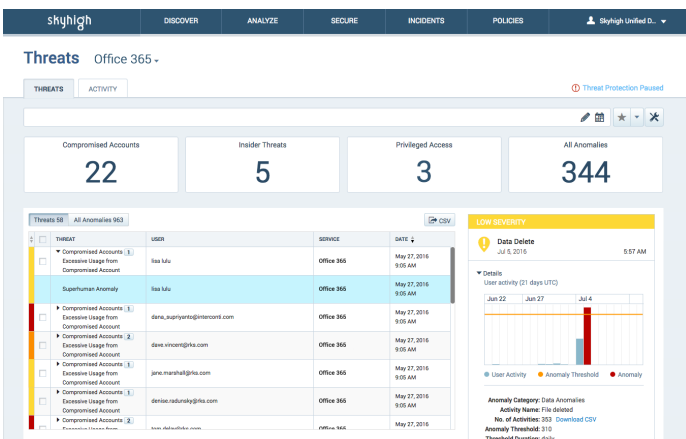 skyhigh DISCOVER ANALYZE SECURE INCIDENTS POLICIES Skyhigh Unified D..
Threats Office 365
THREATS ACTIVITY Threat Protection Paused
Compromised Accounts Insider Threats Privileged Access All Anomalies
22 5 3 344
Threats 58 All Anomalies 963 CSV
THREAT USER SERVICE DATE
Compromised Accounts 1
Excessive Usage from
Compromised Account
lisa lulu Office 365 May 27, 2016
9:05 AM
Superhuman Anomaly lisa lulu Office 365 May 27, 2016
9:05 AM
Compromised Accounts 1
Excessive Usage from
Compromised Account
dana_supriyanto@interconti.com Office 365 May 27, 2016
9:05 AM
Compromised Accounts 2
Excessive Usage from
Compromised Account
dave.vincent@rks.com Office 365 May 27, 2016
9:05 AM
Compromised Accounts 1
Excessive Usage from
Compromised Account
jane.marshall@rks.com Office 365 May 27, 2016
9:05 AM
Compromised Accounts 1
Excessive Usage from
Compromised Account
denise.radunsky@rks.com Office 365 May 27, 2016
9:05 AM
Compromised Accounts 2
Excessive Usage from
Office 365 May 27, 2016
LOW SEVERITY
Data Delete
Jul 5, 2016 5:57 AM
Details
User activity (21 days UTC)
Jun 22 Jun 27 Jul 4
User Activity Anomaly Threshold Anomaly
Anomaly Category: Data Anomalies
Activity Name: File deleted
No. of Activities: 353 Download CSV
Anomaly Threshold: 310
Threshold Duration: daily